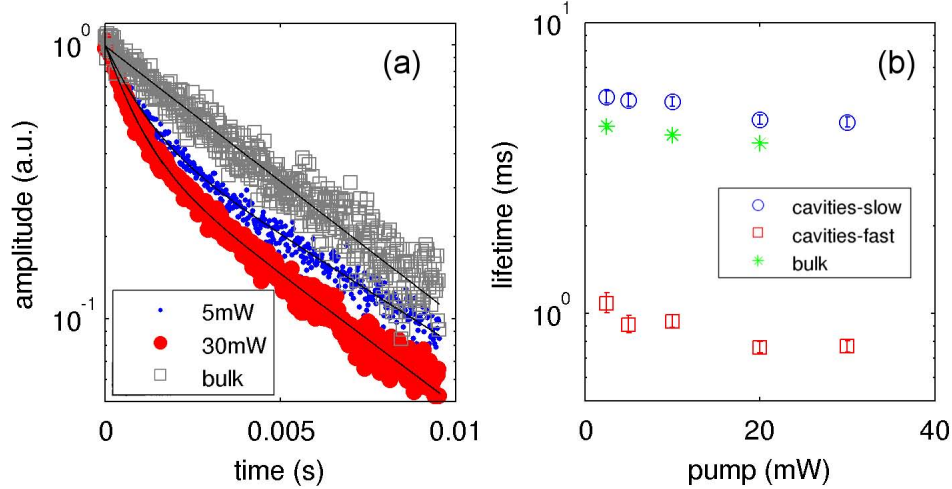 (a)
10^0
10^-1
amplitude (a.u.)
5mW
30mW
bulk
0
0.005
0.01
time (s)
(b)
10^1
10^0
lifetime (ms)
cavities-slow
cavities-fast
bulk
0
20
40
pump (mW)